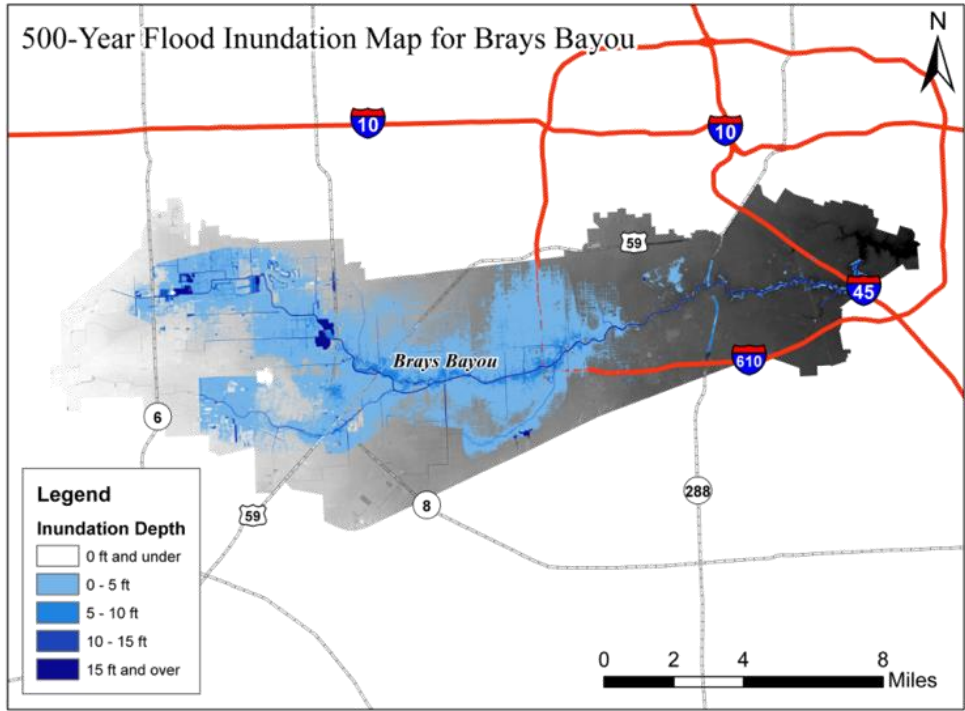 500-Year Flood Inundation Map for Brays Bayou
N
10
10
59
45
Brays Bayou
610
6
8
288
59
Legend
Inundation Depth
0 ft and under
0 - 5 ft
5 - 10 ft
10 - 15 ft
15 ft and over
0 2 4 8
Miles